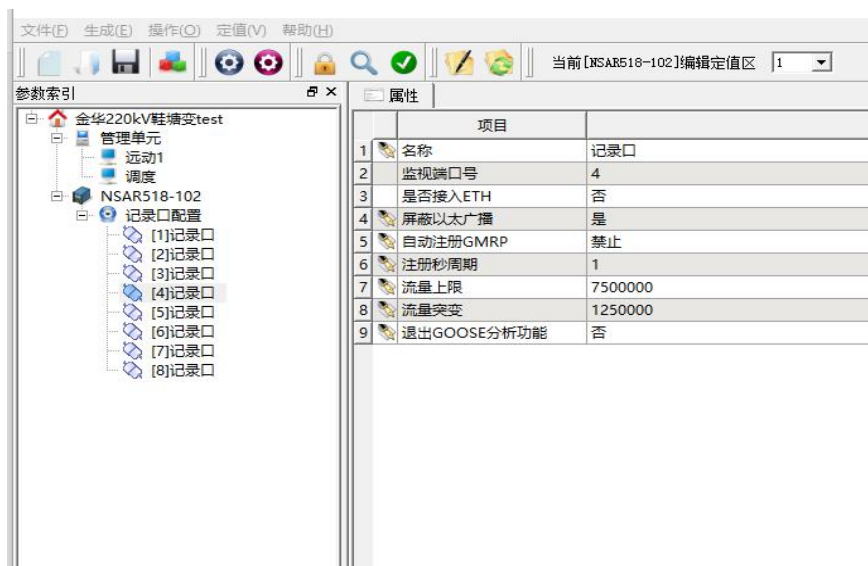 文件(F) 生成(E) 操作(O) 定值(V) 帮助(H)
当前[NSAR518-102]编辑定值区 1
参数索引
金华220kV鞋塘变test
管理单元
远动1
调度
NSAR518-102
记录口配置
[1]记录口
[2]记录口
[3]记录口
[4]记录口
[5]记录口
[6]记录口
[7]记录口
[8]记录口
属性
项目
1 名称 记录口
2 监视端口号 4
3 是否接入ETH 否
4 屏蔽以太广播 是
5 自动注册GMRP 禁止
6 注册秒周期 1
7 流量上限 7500000
8 流量突变 1250000
9 退出GOOSE分析功能 否